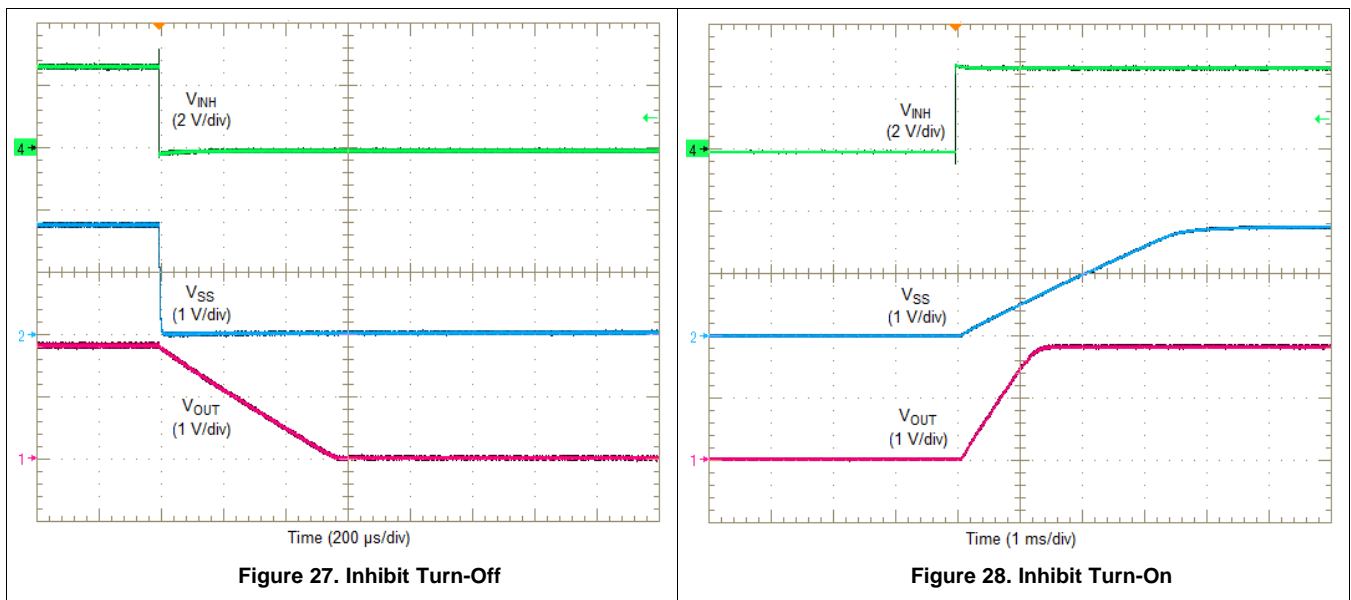 4
V_INH
(2 V/div)
2
V_SS
(1 V/div)
V_OUT
(1 V/div)
1
Time (200 µs/div)
Figure 27. Inhibit Turn-Off
4
V_INH
(2 V/div)
2
V_SS
(1 V/div)
V_OUT
(1 V/div)
1
Time (1 ms/div)
Figure 28. Inhibit Turn-On